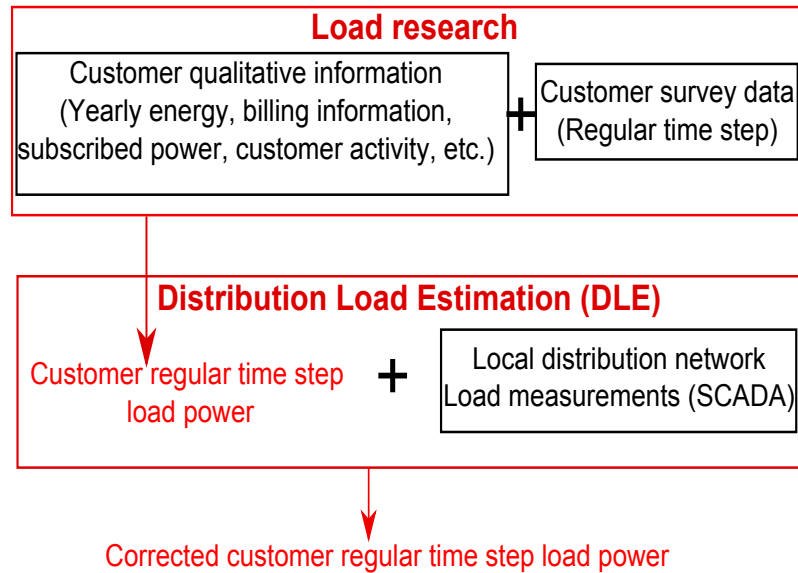 Load research
Customer qualitative information
(Yearly energy, billing information,
subscribed power, customer activity, etc.)
+
Customer survey data
(Regular time step)
Distribution Load Estimation (DLE)
Customer regular time step
load power
+
Local distribution network
Load measurements (SCADA)
Corrected customer regular time step load power